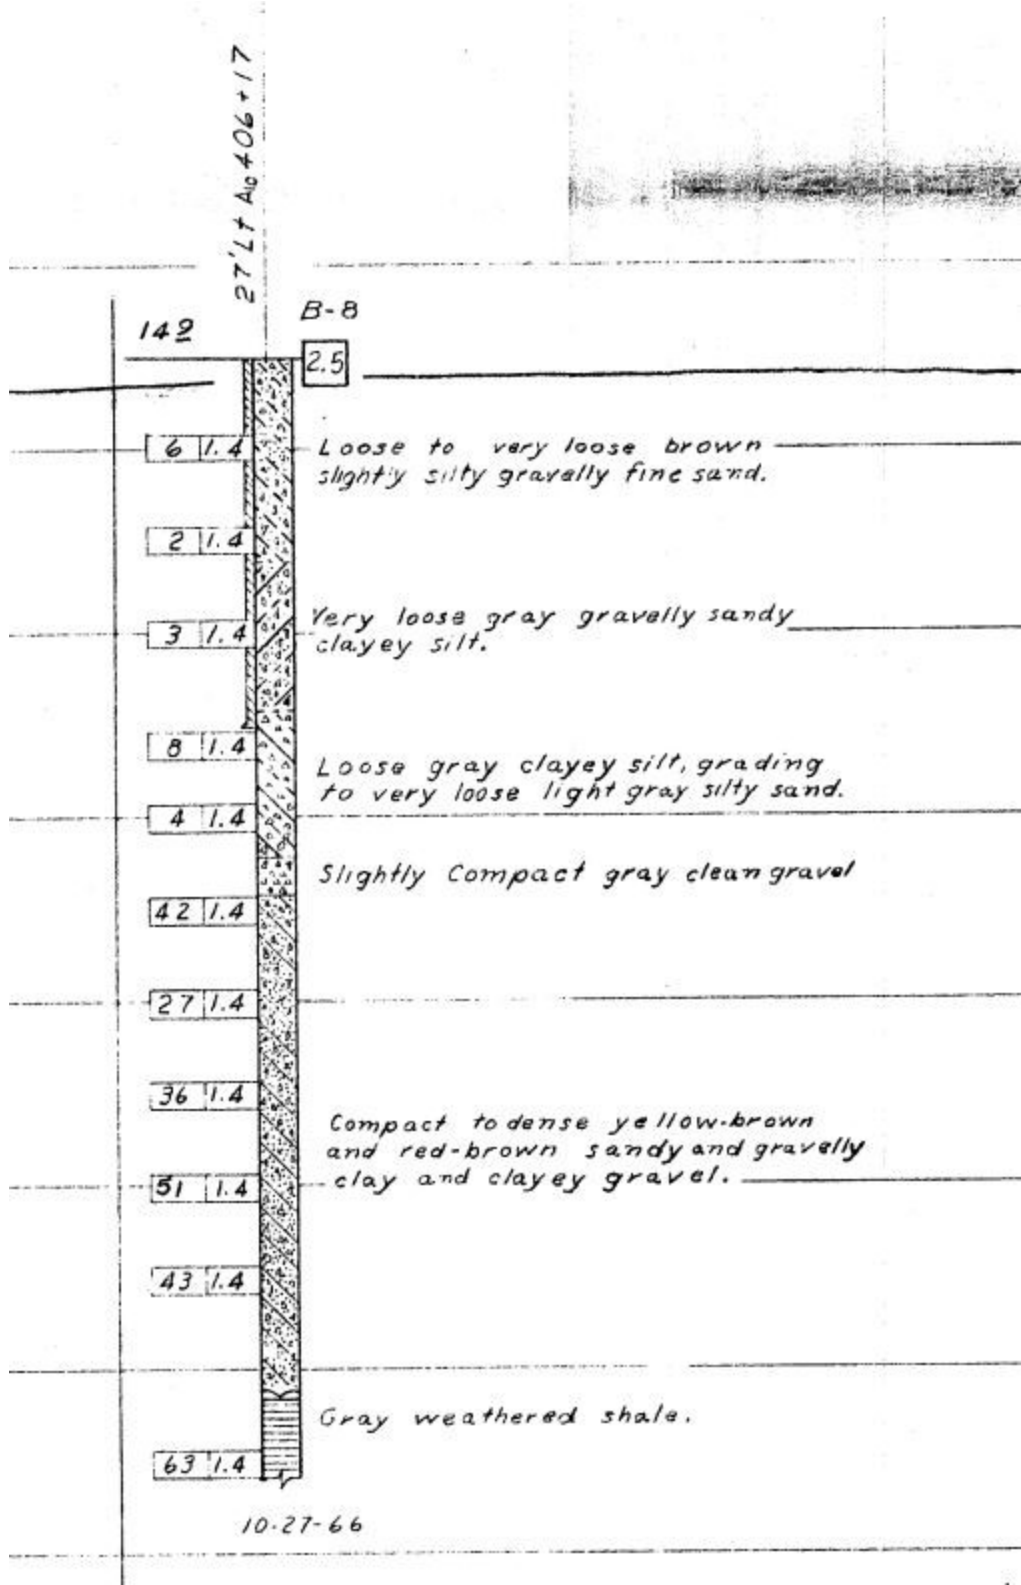 27' Lt A10 406+17
B-8
149
2.5
6 1.4
Loose to very loose brown
slightly silty gravelly fine sand.
2 1.4
3 1.4
Very loose gray gravelly sandy
clayey silt.
8 1.4
Loose gray clayey silt, grading
to very loose light gray silty sand.
4 1.4
Slightly Compact gray clean gravel
42 1.4
27 1.4
36 1.4
Compact to dense yellow-brown
and red-brown sandy and gravelly
clay and clayey gravel.
51 1.4
43 1.4
Gray weathered shale.
63 1.4
10-27-66